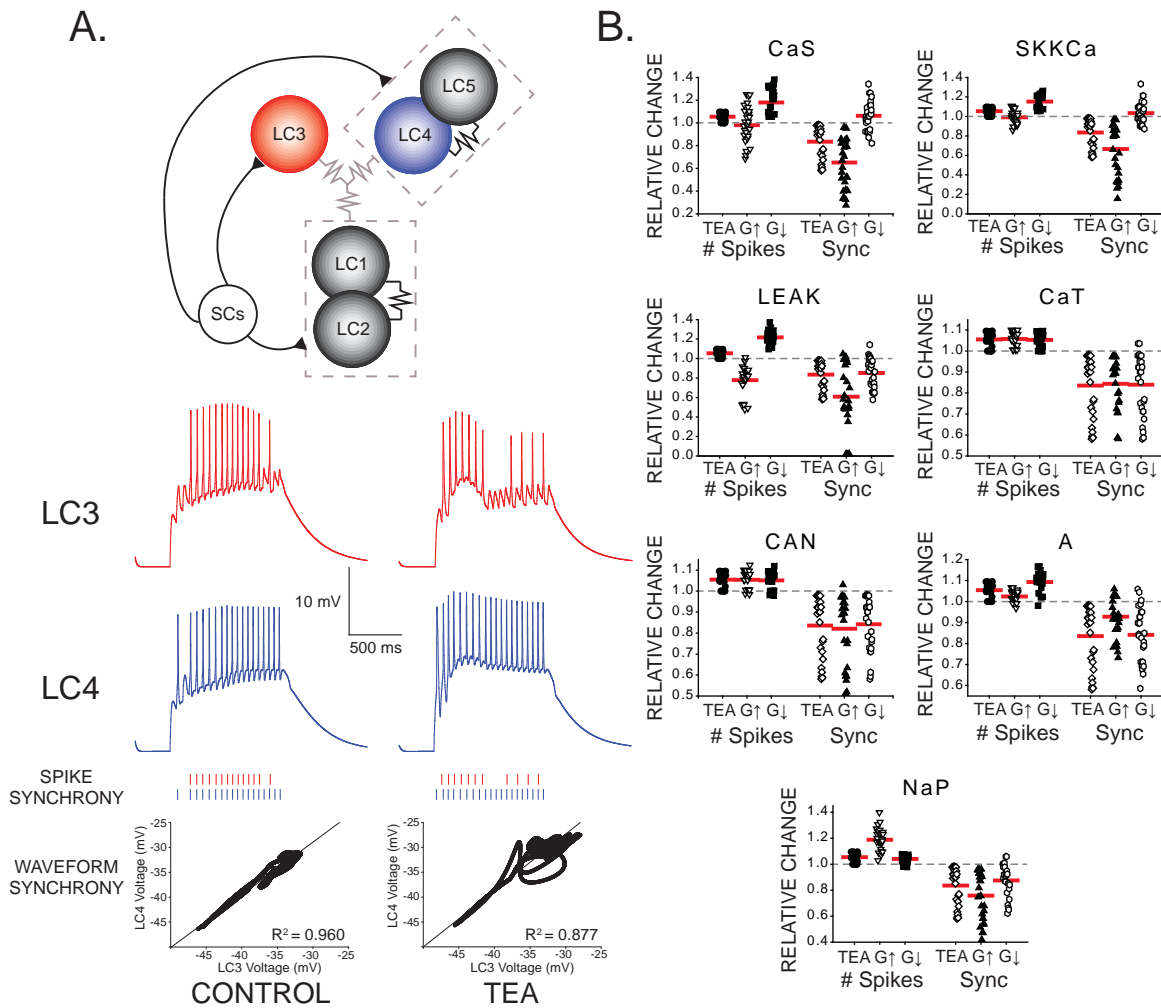 A.
LC5
LC4
LC3
LC1
LC2
SCs
LC3
10 mV
500 ms
LC4
SPIKE
SYNCHRONY
WAVEFORM
SYNCHRONY
LC4 Voltage (mV)
-25
-30
-35
-40
-45
-45 -40 -35 -30 -25
LC3 Voltage (mV)
R² = 0.960
CONTROL
LC4 Voltage (mV)
-25
-30
-35
-40
-45
-45 -40 -35 -30 -25
LC3 Voltage (mV)
R² = 0.877
TEA
B.
CaS
RELATIVE CHANGE
1.4
1.2
1.0
0.8
0.6
0.4
0.2
TEA G↑ G↓ TEA G↑ G↓
# Spikes Sync
SKKCa
RELATIVE CHANGE
1.4
1.2
1.0
0.8
0.6
0.4
0.2
0.0
TEA G↑ G↓ TEA G↑ G↓
# Spikes Sync
LEAK
RELATIVE CHANGE
1.4
1.2
1.0
0.8
0.6
0.4
0.2
0.0
TEA G↑ G↓ TEA G↑ G↓
# Spikes Sync
CaT
RELATIVE CHANGE
1.1
1.0
0.9
0.8
0.7
0.6
0.5
TEA G↑ G↓ TEA G↑ G↓
# Spikes Sync
CAN
RELATIVE CHANGE
1.2
1.1
1.0
0.9
0.8
0.7
0.6
0.5
TEA G↑ G↓ TEA G↑ G↓
# Spikes Sync
A
RELATIVE CHANGE
1.2
1.1
1.0
0.9
0.8
0.7
0.6
TEA G↑ G↓ TEA G↑ G↓
# Spikes Sync
NaP
RELATIVE CHANGE
1.4
1.2
1.0
0.8
0.6
0.4
TEA G↑ G↓ TEA G↑ G↓
# Spikes Sync